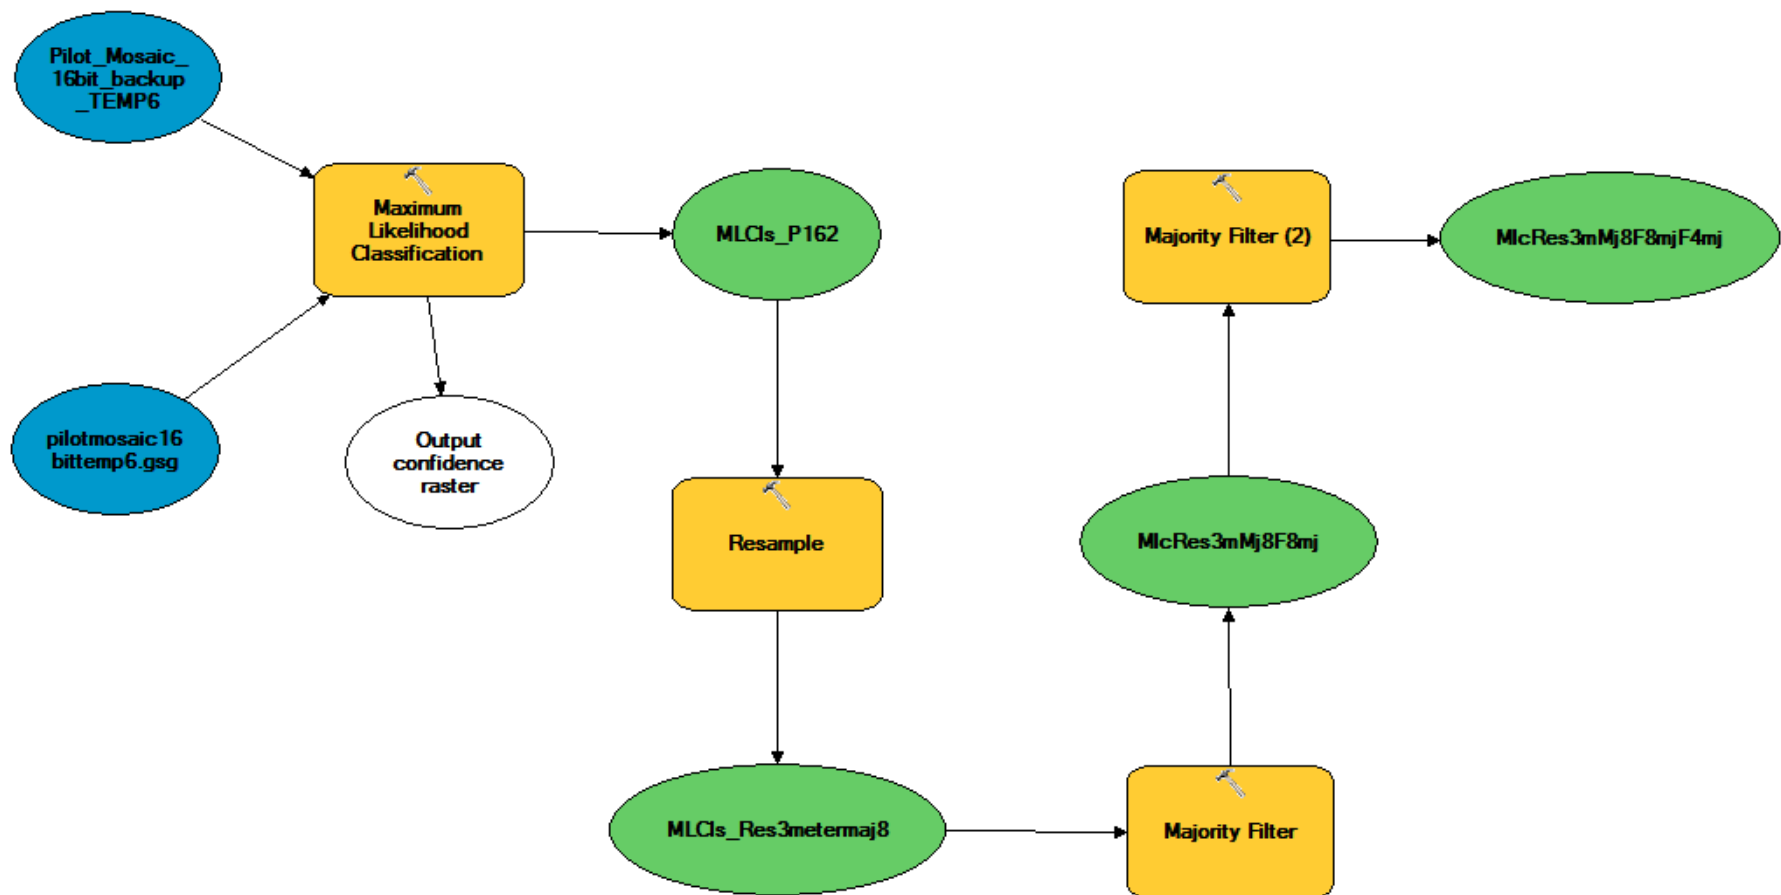 Pilot_Mosaic_
16bit_backup
_TEMP6
Maximum
Likelihood
Classification
MLCls_P162
Majority Filter (2)
MlcRes3mMj8F8mjF4mj
pilotmosaic16
bittemp6.gsg
Output
confidence
raster
Resample
MlcRes3mMj8F8mj
MLCls_Res3metermaj8
Majority Filter